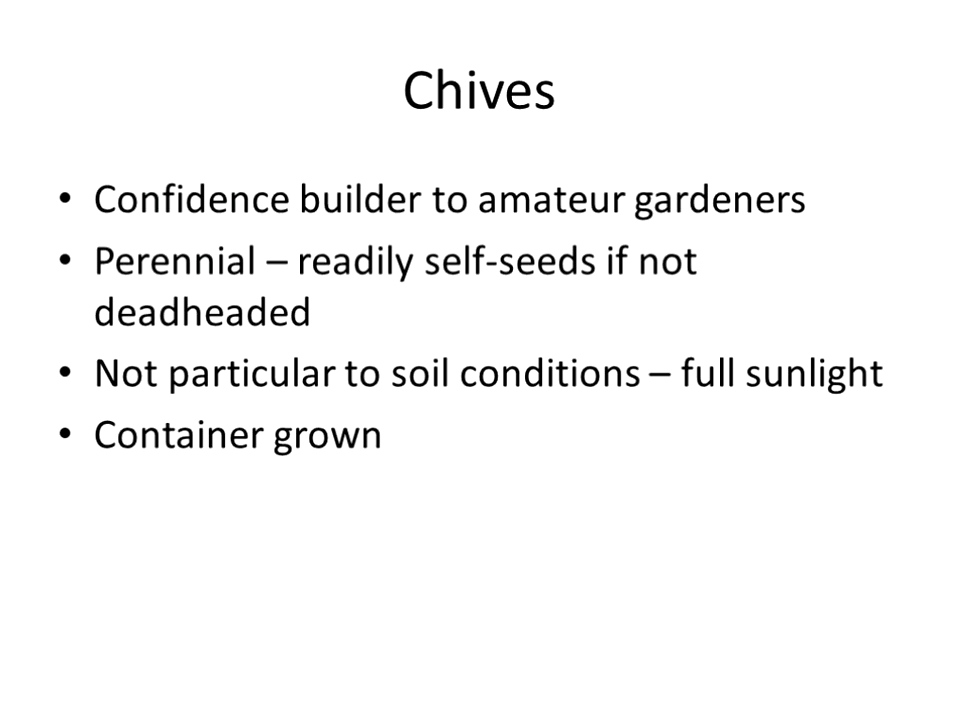 Chives
• Confidence builder to amateur gardeners
• Perennial – readily self-seeds if not
deadheaded
• Not particular to soil conditions – full sunlight
• Container grown